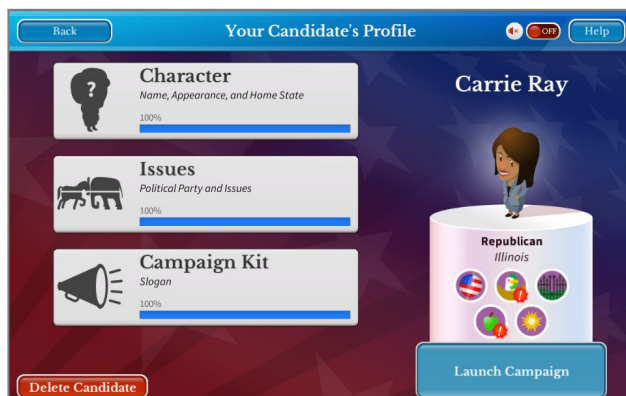 Back
Your Candidate's Profile
OFF
Help
Character
Name, Appearance, and Home State
100%
Issues
Political Party and Issues
100%
Campaign Kit
Slogan
100%
Delete Candidate
Carrie Ray
Republican
Illinois
Launch Campaign